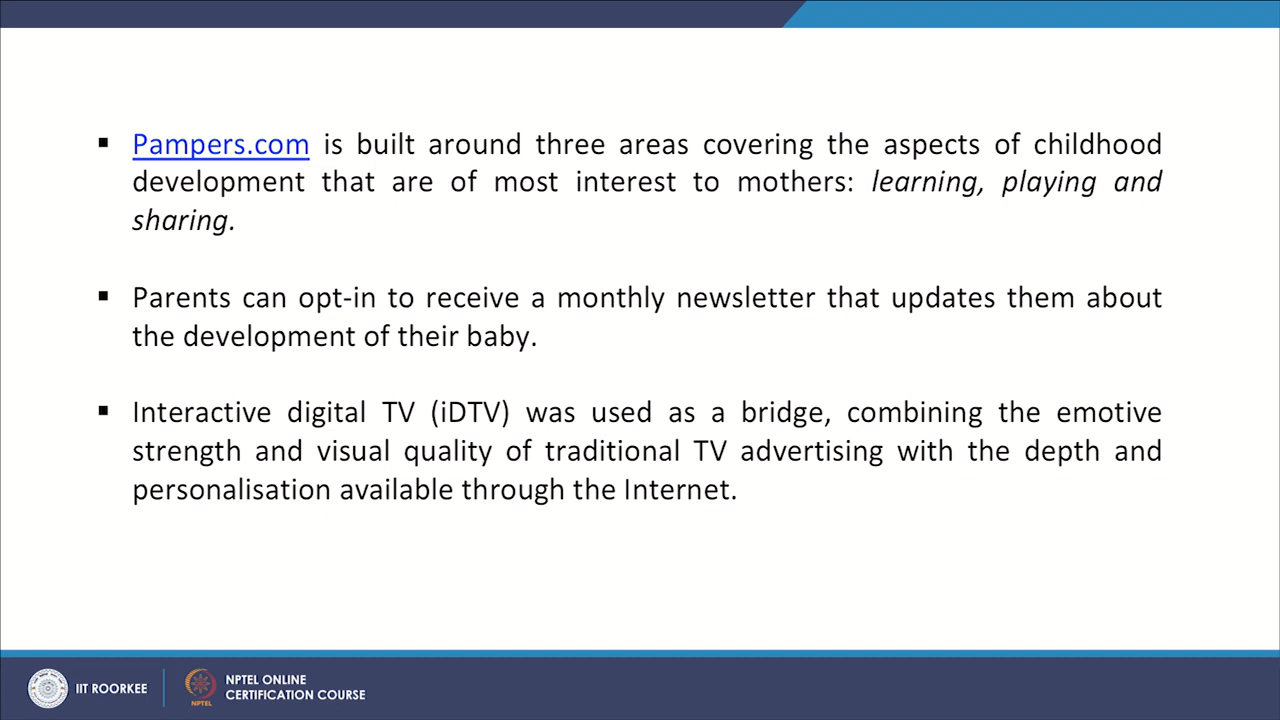 ▪ Pampers.com is built around three areas covering the aspects of childhood
development that are of most interest to mothers: learning, playing and
sharing.
▪ Parents can opt-in to receive a monthly newsletter that updates them about
the development of their baby.
▪ Interactive digital TV (iDTV) was used as a bridge, combining the emotive
strength and visual quality of traditional TV advertising with the depth and
personalisation available through the Internet.
IIT ROORKEE
NPTEL
NPTEL ONLINE
CERTIFICATION COURSE